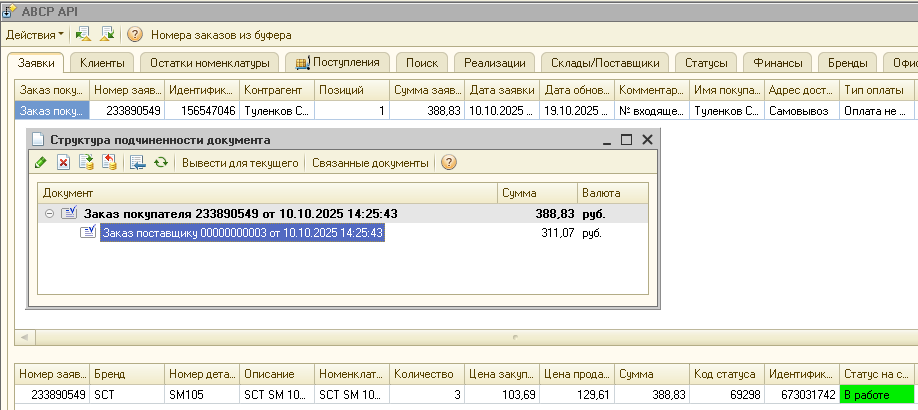 ABCP API
Действия Номера заказов из буфера
Заявки Клиенты Остатки номенклатуры Поступления Поиск Реализации Склады/Поставщики Статусы Финансы Бренды Офис
Заказ поку... Номер заяв... Идентифик... Контрагент Позиций Сумма заяв... Дата заявки Дата обнов... Комментар... Имя покупа... Адрес дост... Тип оплаты
Заказ поку... 233890549 156547046 Туленков С... 1 388,83 10.10.2025 ... 19.10.2025 ... № входяще... Туленков С... Самовывоз Оплата не ...
Структура подчиненности документа
Вывести для текущего Связанные документы
Документ Сумма Валюта
Заказ покупателя 233890549 от 10.10.2025 14:25:43 388,83 руб.
Заказ поставщику 00000000003 от 10.10.2025 14:25:43 311,07 руб.
Номер заяв... Бренд Номер дета... Описание Номенклат... Количество Цена закуп... Цена прода... Сумма Код статуса Идентифик... Статус на с...
233890549 SCT SM105 SCT SM 10... SCT SM 10... 3 103,69 129,61 388,83 69298 673031742 В работе